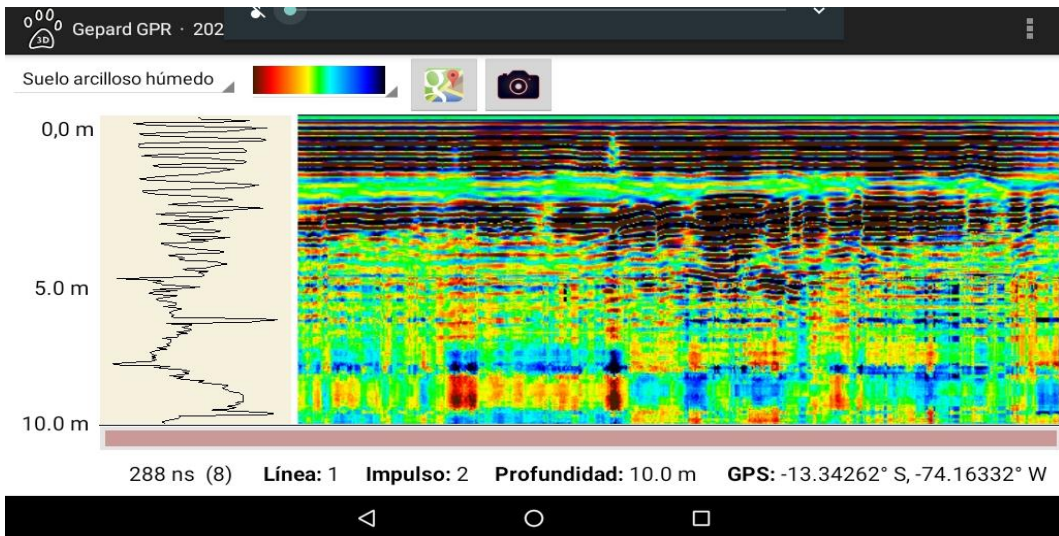 Gepard GPR · 202
3D
Suelo arcilloso húmedo
0,0 m
5.0 m
10.0 m
288 ns (8) Línea: 1 Impulso: 2 Profundidad: 10.0 m GPS: -13.34262° S, -74.16332° W